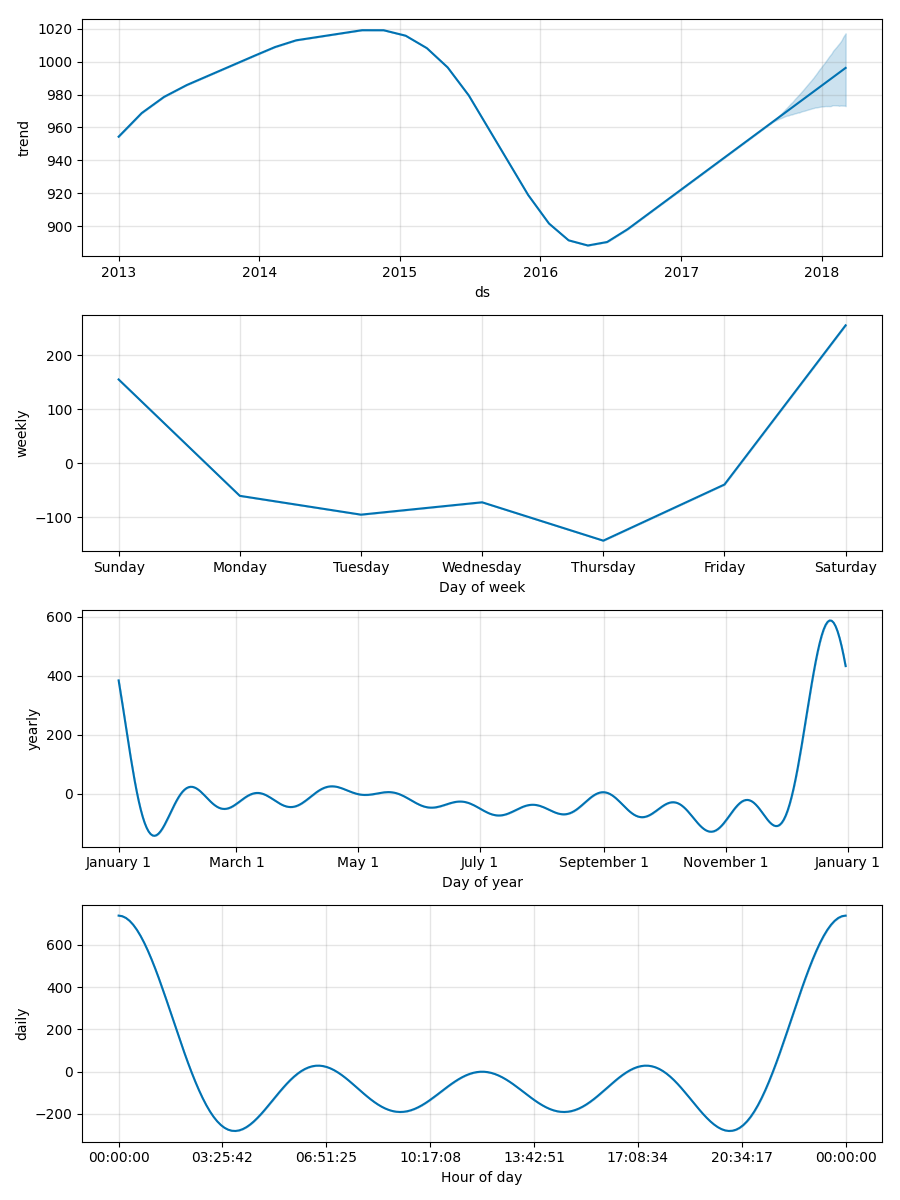 trend
1020
1000
980
960
940
920
900
2013 2014 2015 2016 2017 2018
ds
weekly
200
100
0
−100
Sunday Monday Tuesday Wednesday Thursday Friday Saturday
Day of week
yearly
600
400
200
0
January 1 March 1 May 1 July 1 September 1 November 1 January 1
Day of year
daily
600
400
200
0
−200
00:00:00 03:25:42 06:51:25 10:17:08 13:42:51 17:08:34 20:34:17 00:00:00
Hour of day